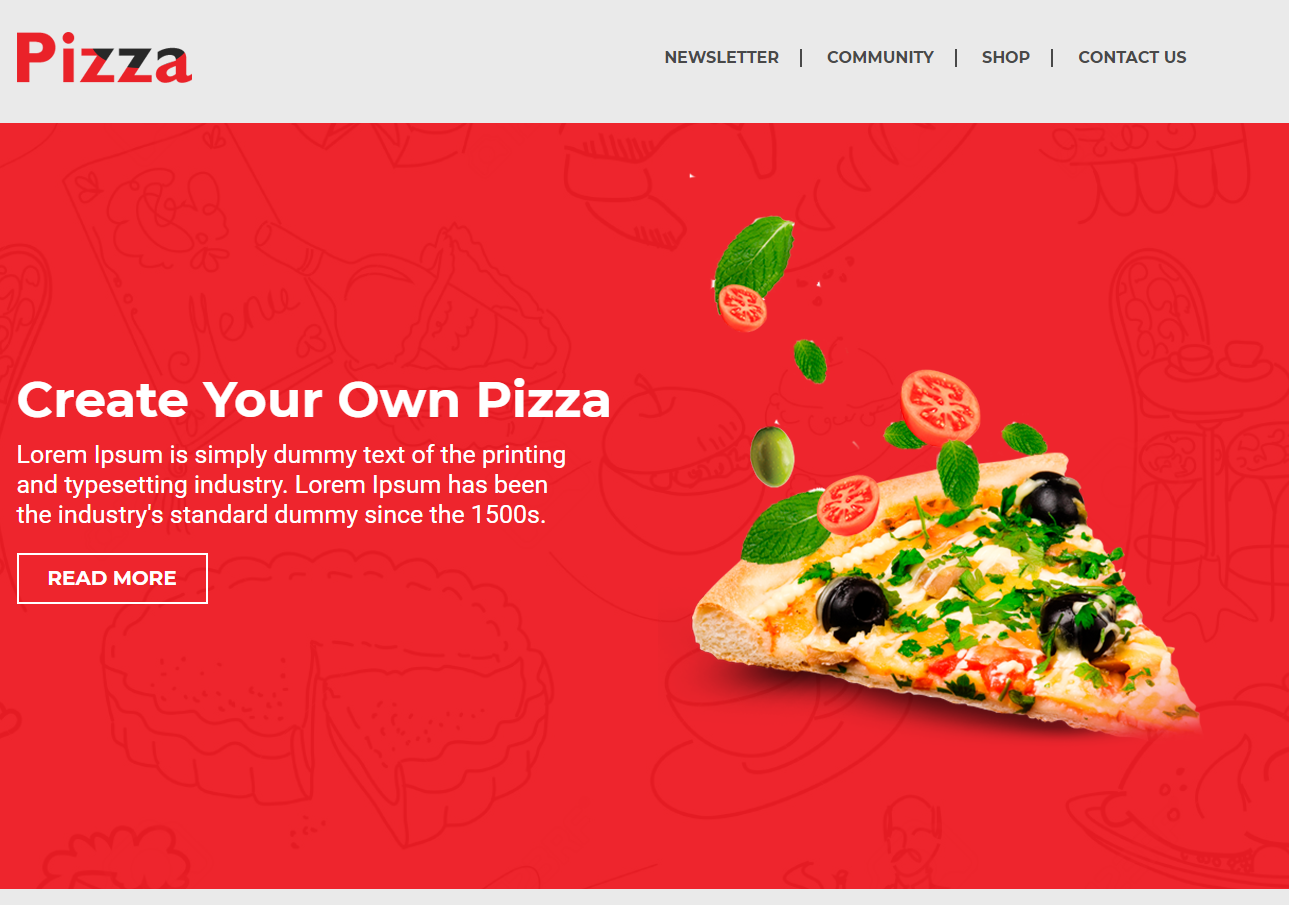 Pizza
NEWSLETTER | COMMUNITY | SHOP | CONTACT US
Menu
Create Your Own Pizza
Lorem Ipsum is simply dummy text of the printing
and typesetting industry. Lorem Ipsum has been
the industry's standard dummy since the 1500s.
READ MORE